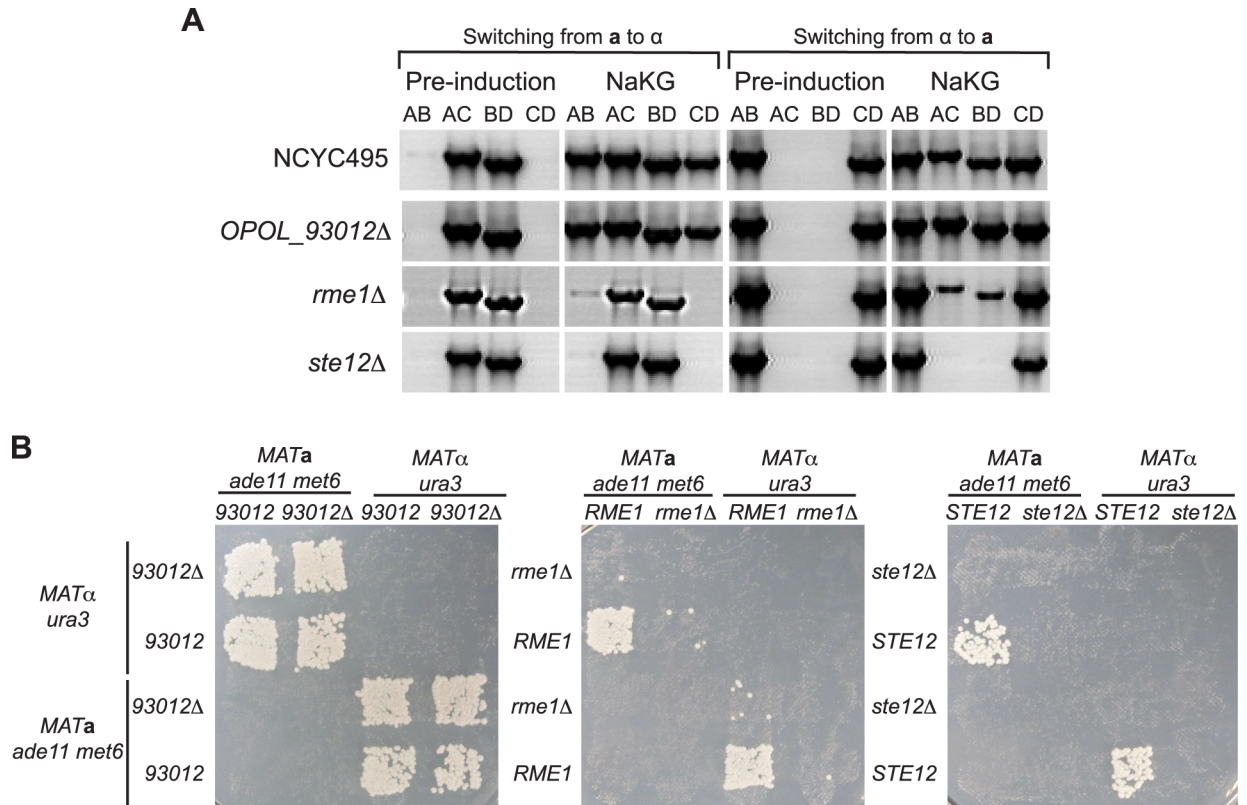 A
Switching from a to α Switching from α to a
Pre-induction NaKG Pre-induction NaKG
AB AC BD CD AB AC BD CD AB AC BD CD AB AC BD CD
NCYC495
OPOL_93012Δ
rme1Δ
ste12Δ
B
MATa
ade11 met6
MATα
ura3
93012 93012Δ 93012 93012Δ
MATα
ura3
93012Δ
93012
MATa
ade11 met6
93012Δ
93012
MATa
ade11 met6
MATα
ura3
RME1 rme1Δ RME1 rme1Δ
rme1Δ
RME1
rme1Δ
RME1
MATa
ade11 met6
MATα
ura3
STE12 ste12Δ STE12 ste12Δ
ste12Δ
STE12
ste12Δ
STE12